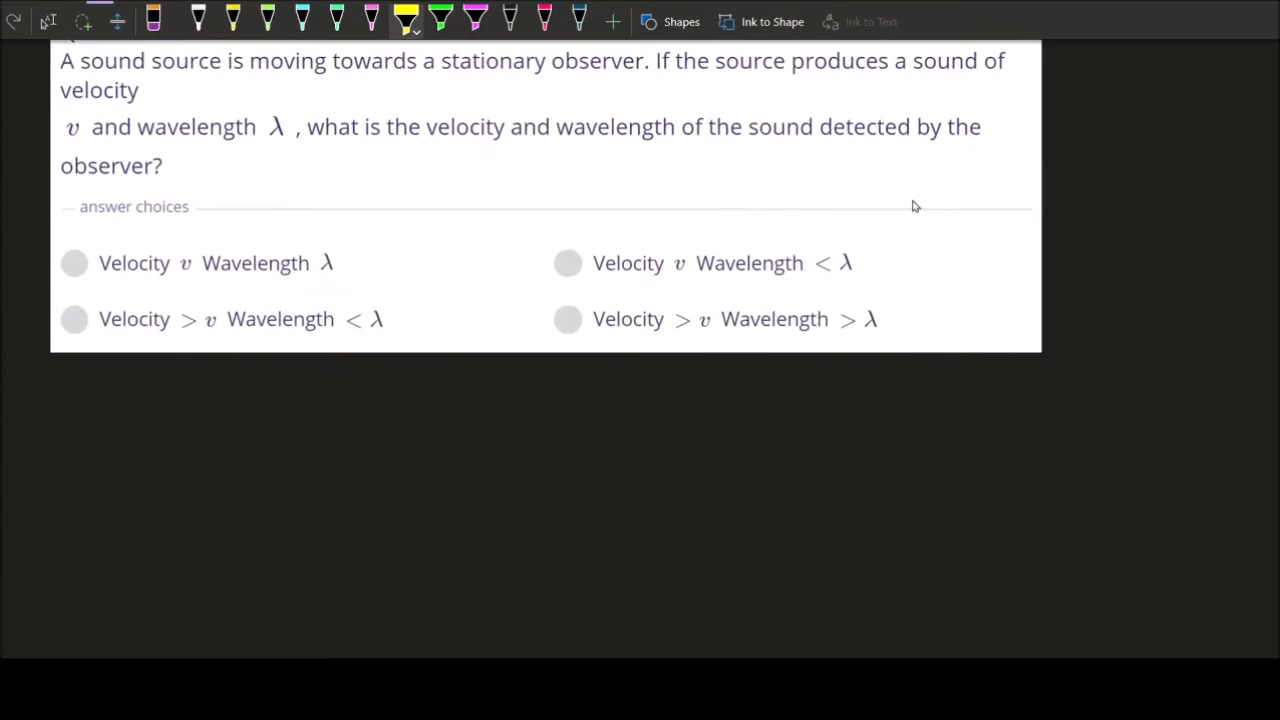 Shapes Ink to Shape Ink to Text
A sound source is moving towards a stationary observer. If the source produces a sound of
velocity
v and wavelength λ , what is the velocity and wavelength of the sound detected by the
observer?
answer choices
Velocity v Wavelength λ
Velocity v Wavelength < λ
Velocity > v Wavelength < λ
Velocity > v Wavelength > λ